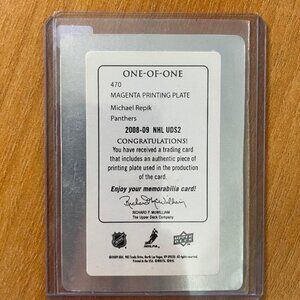 ONE-OF-ONE
470
MAGENTA PRINTING PLATE
Michael Repik
Panthers
2008-09 NHL UDS2
CONGRATULATIONS!
You have received a trading card
that includes an authentic piece of
printing plate used in the production
of the card.
Enjoy your memorabilia card!
RICHARD P. McWILLIAM
The Upper Deck Company